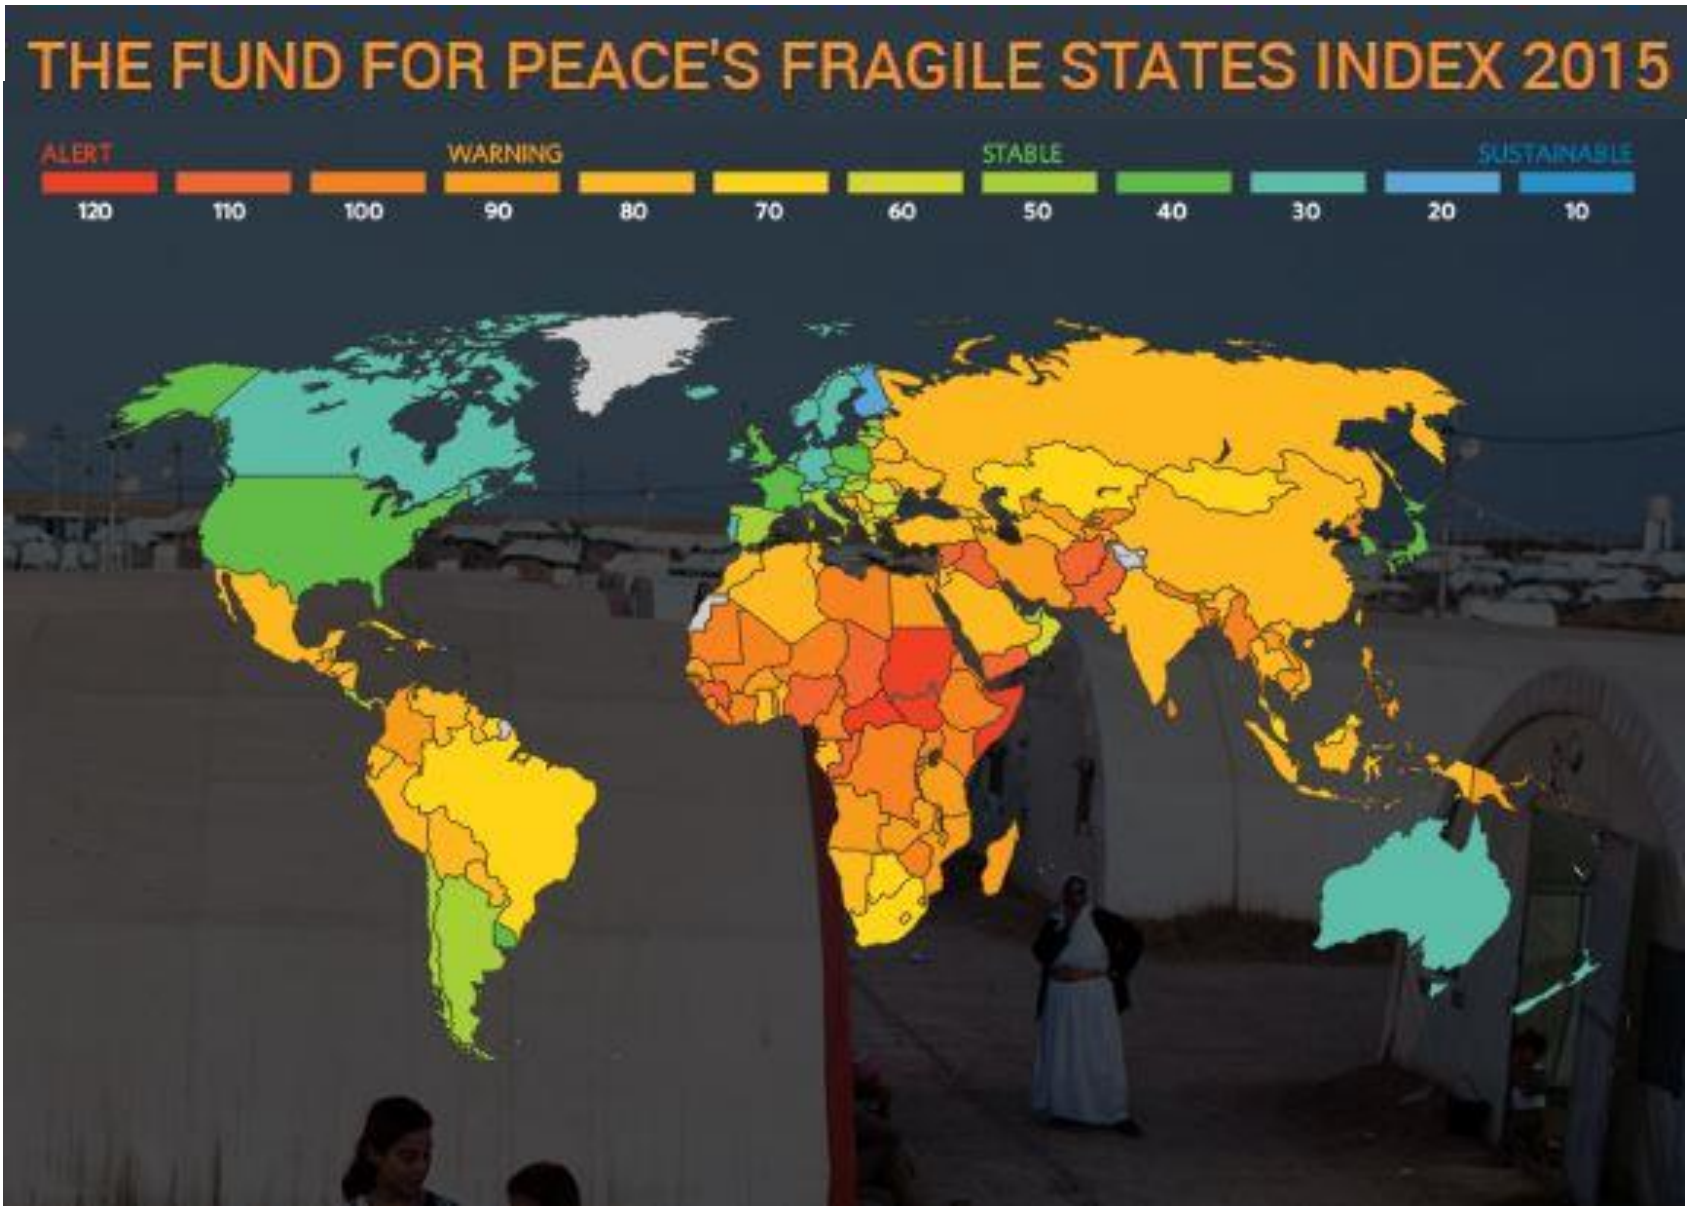 THE FUND FOR PEACE'S FRAGILE STATES INDEX 2015
ALERT WARNING STABLE SUSTAINABLE
120 110 100 90 80 70 60 50 40 30 20 10